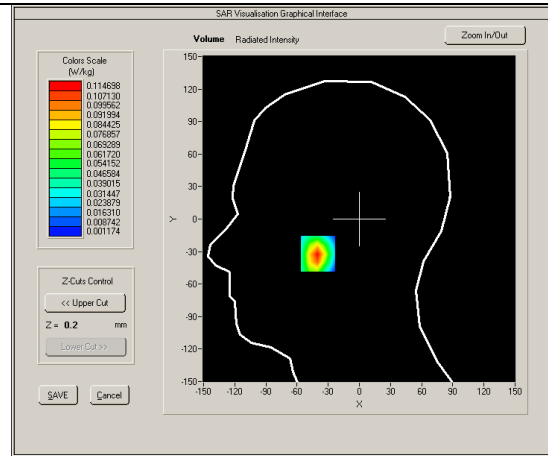 SAR Visualisation Graphical Interface
Volume Radiated Intensity
Zoom In/Out
Colors Scale
(W/kg)
0.114698
0.107130
0.099562
0.091994
0.084425
0.076857
0.069289
0.061720
0.054152
0.046584
0.039015
0.031447
0.023879
0.016310
0.008742
0.001174
Z-Cuts Control
<< Upper Cut
Z = 0.2 mm
Lower Cut >>
SAVE Cancel
150
120
90
60
30
0
-30
-60
-90
-120
-150
Y
-150 -120 -90 -60 -30 0 30 60 90 120 150
X